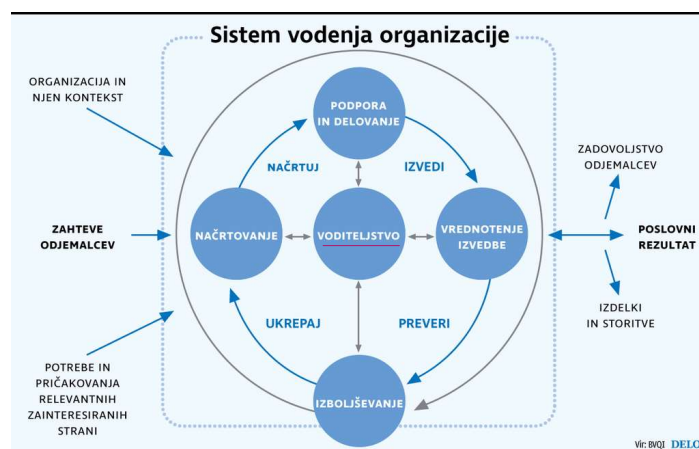 Sistem vodenja organizacije
ORGANIZACIJA IN
NJEN KONTEKST
ZAHTEVE
ODJEMALCEV
POTREBE IN
PRIČAKOVANJA
RELEVANTNIH
ZAINTERESIRANIH
STRANI
PODPORA
IN DELOVANJE
NAČRTUJ
IZVEDI
NAČRTOVANJE
VODITELJSTVO
VREDNOTENJE
IZVEDBE
UKREPAJ
PREVERI
IZBOLJŠEVANJE
ZADOVOLJSTVO
ODJEMALCEV
POSLOVNI
REZULTAT
IZDELKI
IN STORITVE
Vir: BVQI DELO